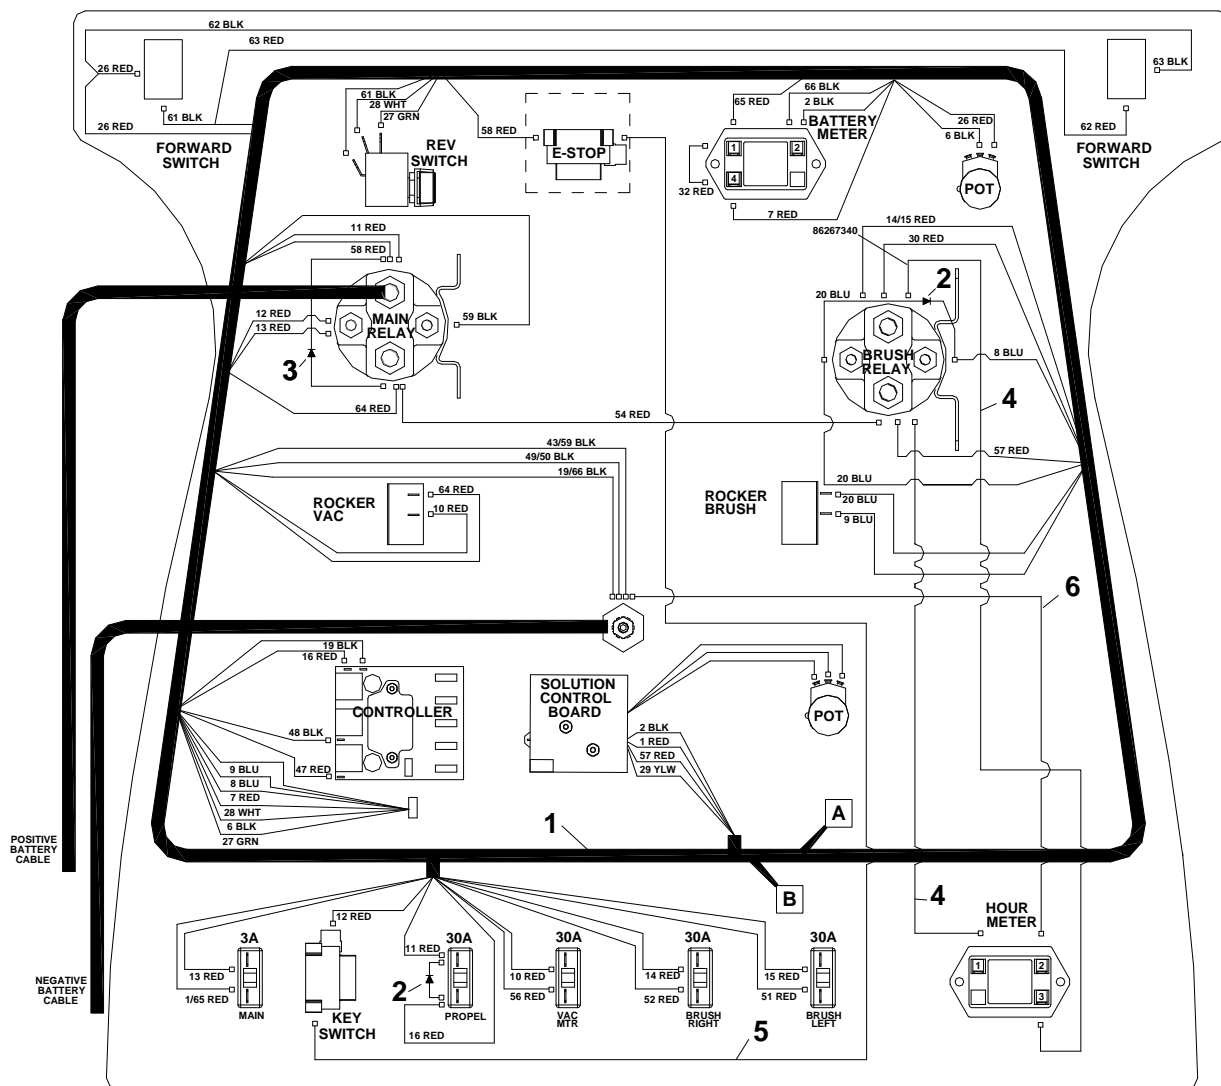 62 BLK
63 RED
26 RED
63 BLK
61 BLK
26 RED
FORWARD
SWITCH
61 BLK
28 WHT
27 GRN
REV
SWITCH
58 RED
E-STOP
65 RED
66 BLK
2 BLK
BATTERY
METER
1
2
4
32 RED
7 RED
26 RED
6 BLK
POT
62 RED
FORWARD
SWITCH
11 RED
58 RED
12 RED
13 RED
MAIN
RELAY
59 BLK
3
64 RED
54 RED
14/15 RED
86267340
30 RED
20 BLU
2
BRUSH
RELAY
8 BLU
4
57 RED
20 BLU
43/59 BLK
49/50 BLK
19/66 BLK
ROCKER
VAC
64 RED
10 RED
ROCKER
BRUSH
20 BLU
9 BLU
6
19 BLK
16 RED
CONTROLLER
48 BLK
47 RED
9 BLU
8 BLU
7 RED
28 WHT
6 BLK
27 GRN
SOLUTION
CONTROL
BOARD
POT
2 BLK
1 RED
57 RED
29 YLW
1
A
B
POSITIVE
BATTERY
CABLE
NEGATIVE
BATTERY
CABLE
12 RED
3A
13 RED
1/65 RED
MAIN
KEY
SWITCH
11 RED
30A
2
PROPEL
16 RED
30A
10 RED
56 RED
VAC
MTR
30A
14 RED
52 RED
BRUSH
RIGHT
30A
15 RED
51 RED
BRUSH
LEFT
5
4
HOUR
METER
1
2
3